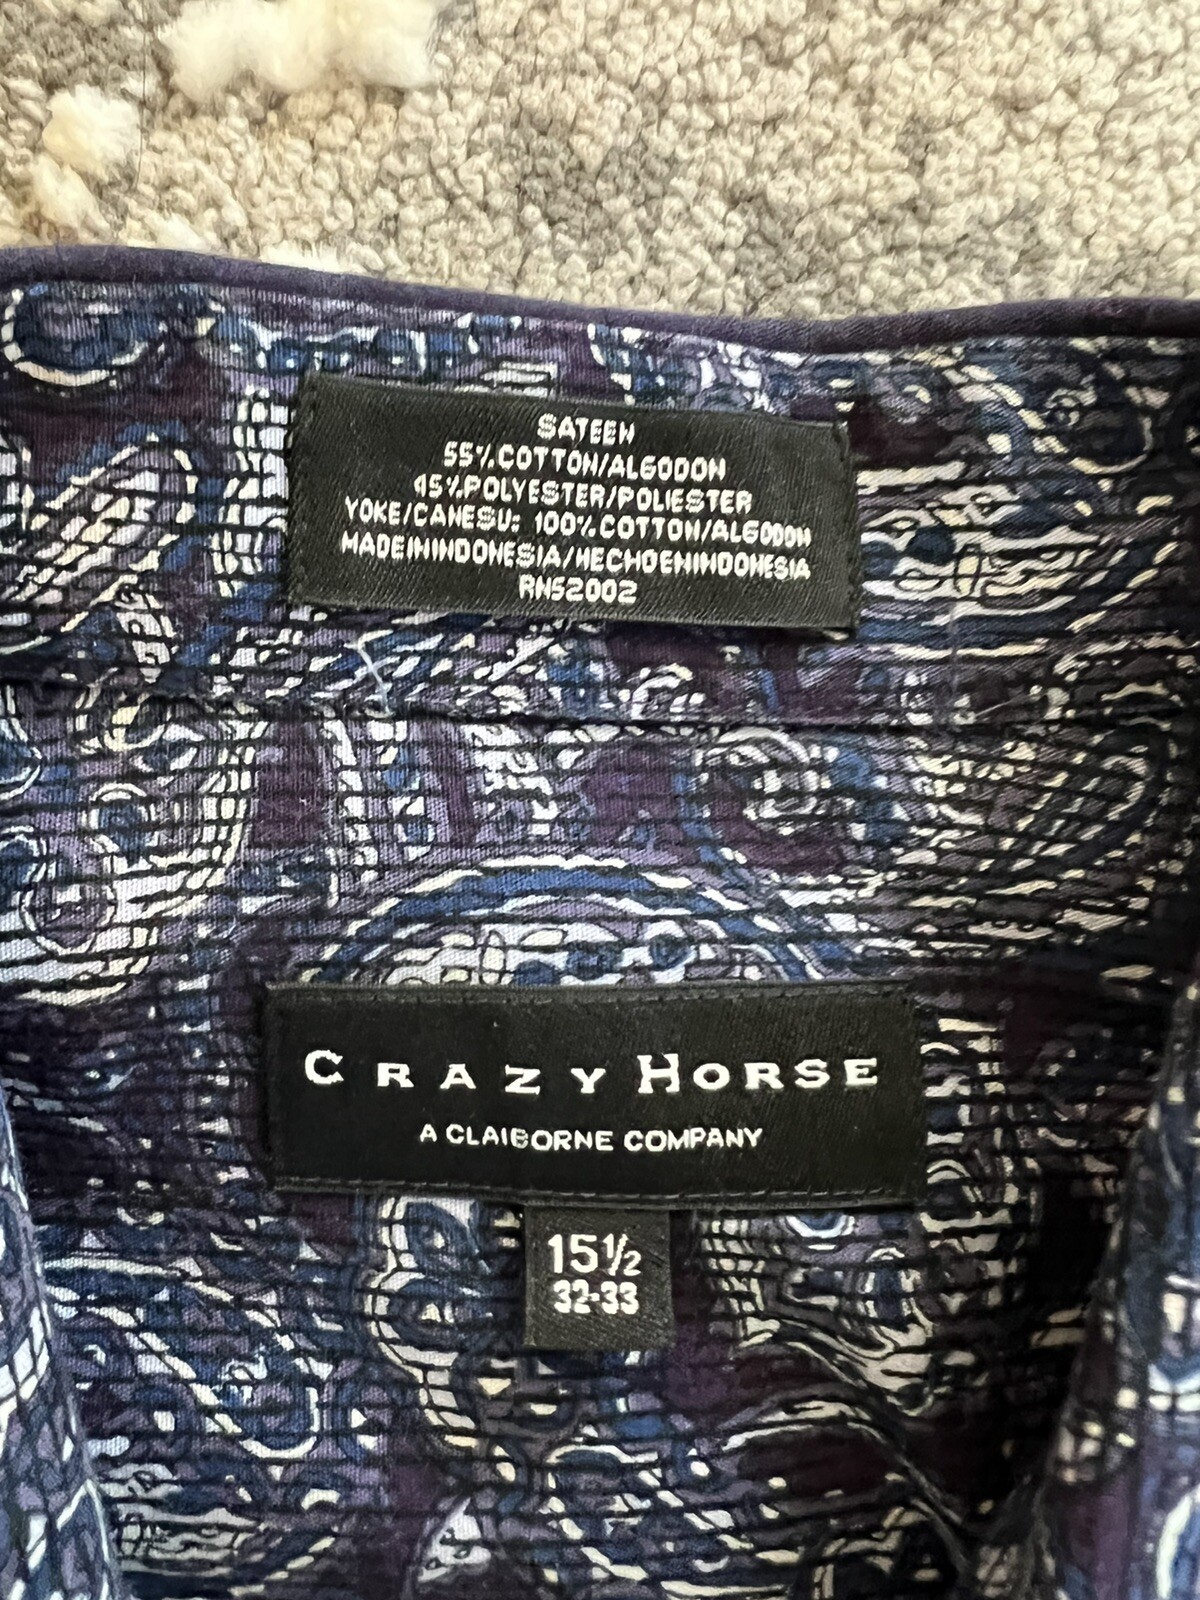 SATEEN
55%COTTON/ALGODON
45%POLYESTER/POLIESTER
YOKE/CANESU: 100%COTTON/ALGODON
MADEININDONESIA/HECHOENINDONESIA
RN52002
CRAZY HORSE
A CLAIBORNE COMPANY
15½
32-33